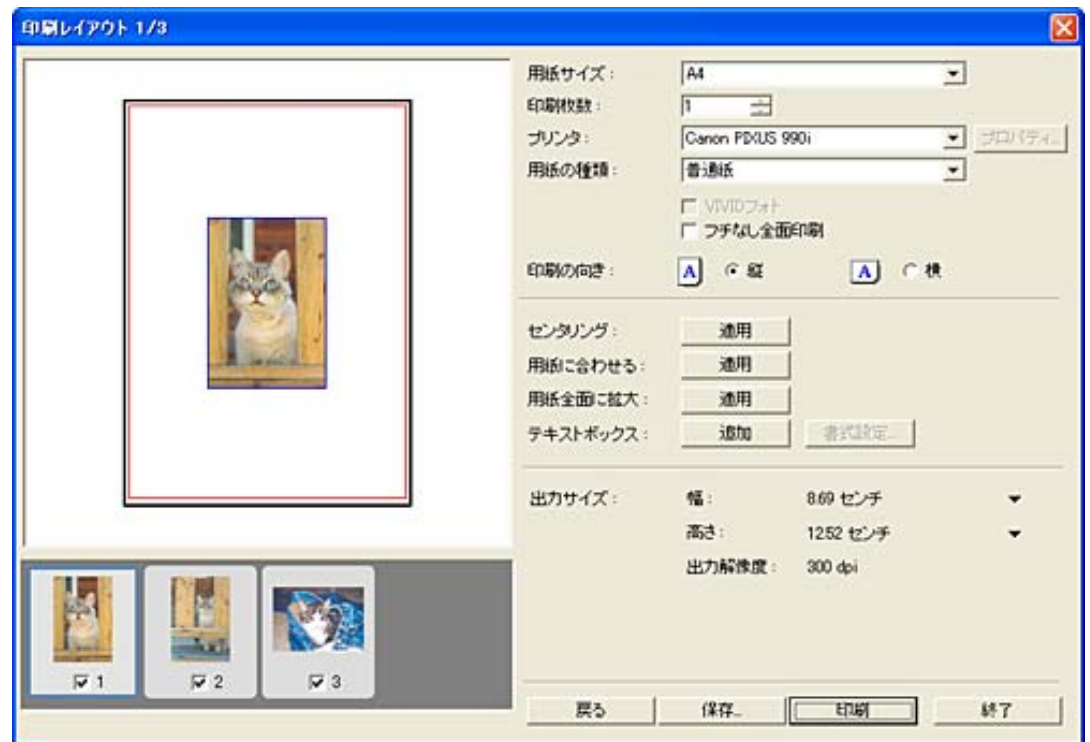 印刷レイアウト 1/3
用紙サイズ： A4
印刷枚数： 1
プリンタ： Canon PIXUS 990i プロパティ...
用紙の種類： 普通紙
VIVIDフォト
フチなし全面印刷
印刷の向き： A 縦 A 横
センタリング： 適用
用紙に合わせる： 適用
用紙全面に拡大： 適用
テキストボックス： 追加 書式設定...
出力サイズ： 幅： 8.69 センチ
高さ： 12.52 センチ
出力解像度： 300 dpi
1 2 3
戻る 保存... 印刷 終了